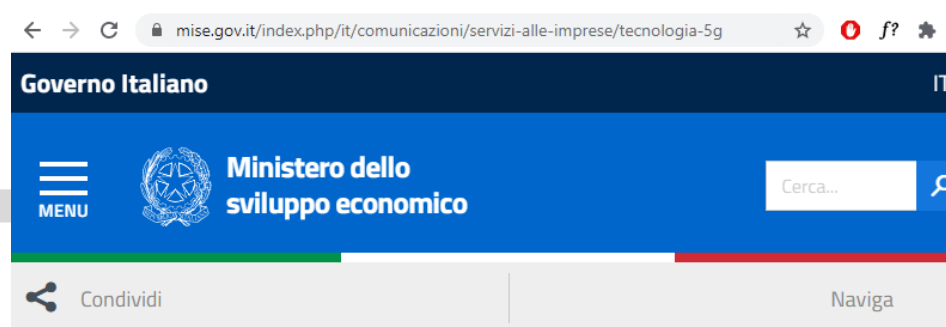 mise.gov.it/index.php/it/comunicazioni/servizi-alle-imprese/tecnologia-5g
f?
Governo Italiano
IT
MENU
Ministero dello
sviluppo economico
Cerca...
Condividi
Naviga